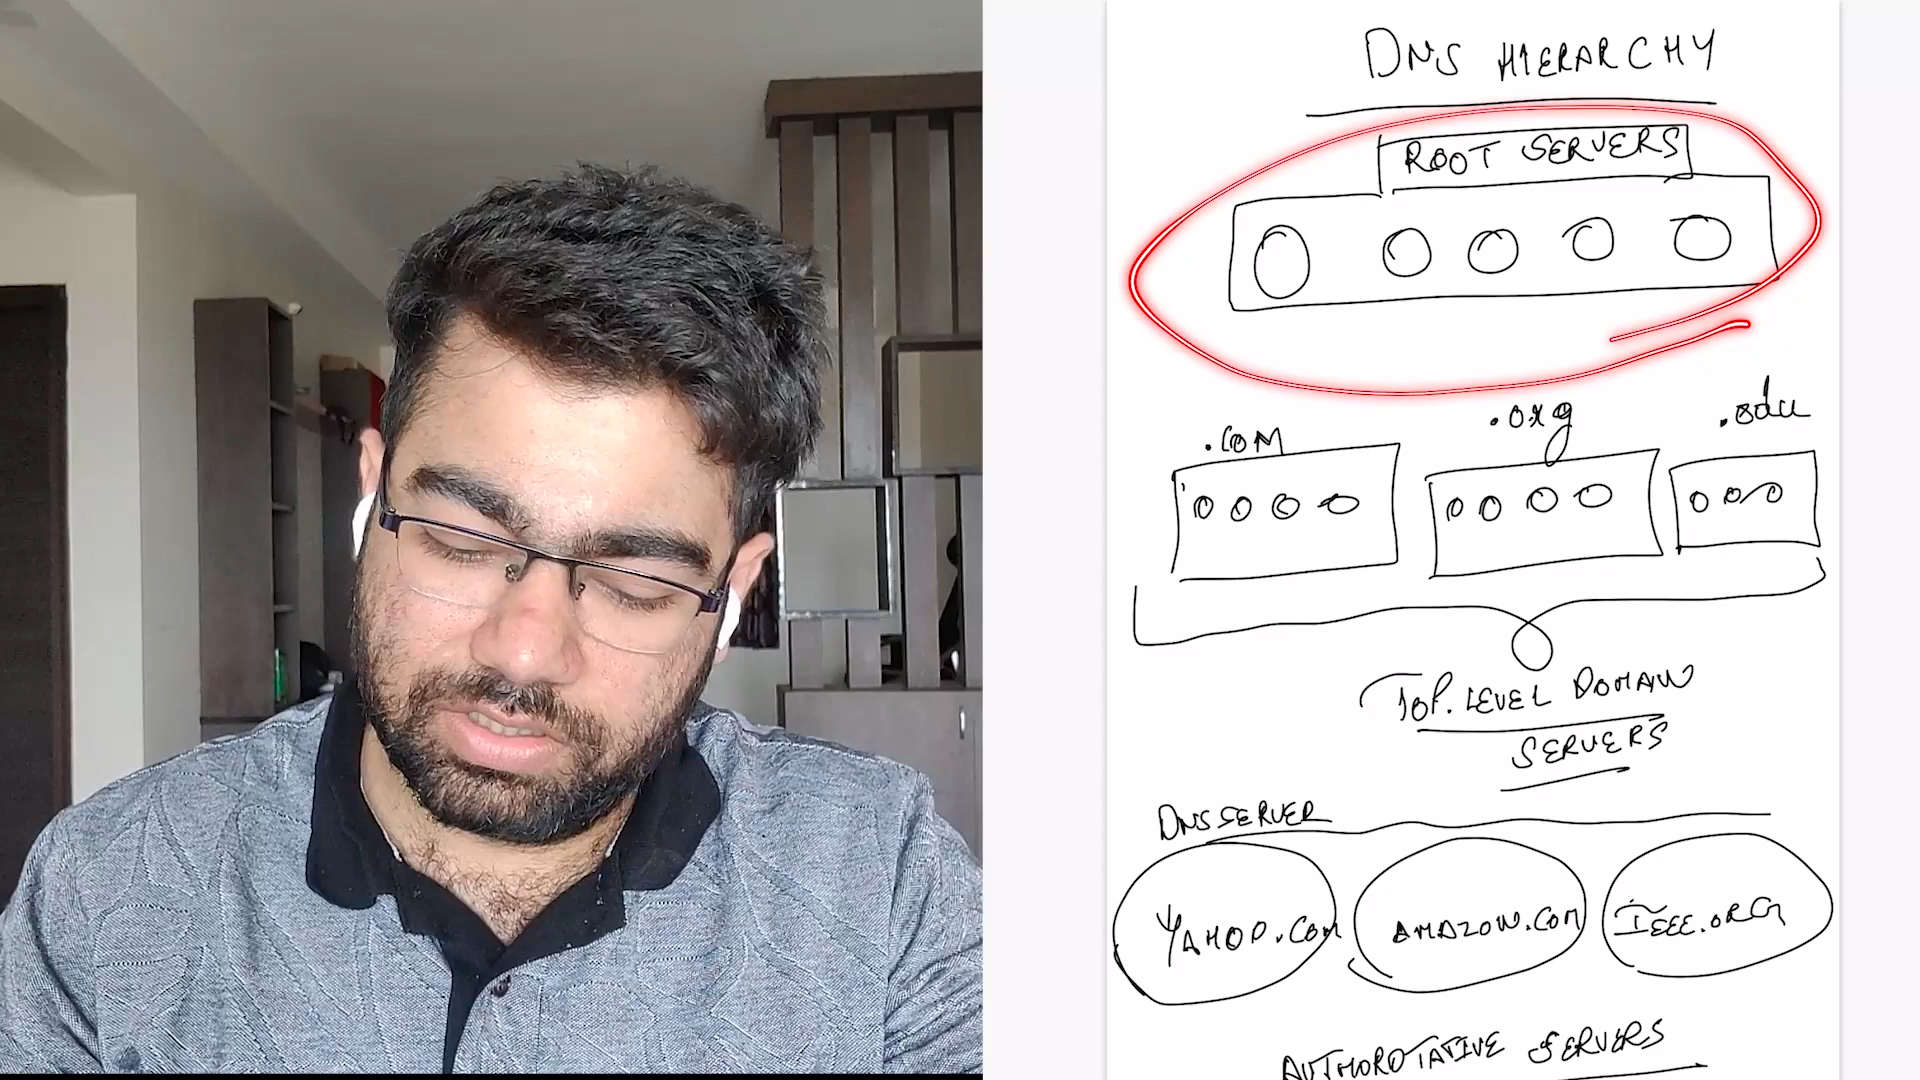 DNS HIERARCHY
ROOT SERVERS
.COM .org .edu
TOP. LEVEL DOMAIN
SERVERS
DNS SERVER
YAHOO.COM AMAZON.COM IEEE.ORG
AUTHOROTATIVE SERVERS